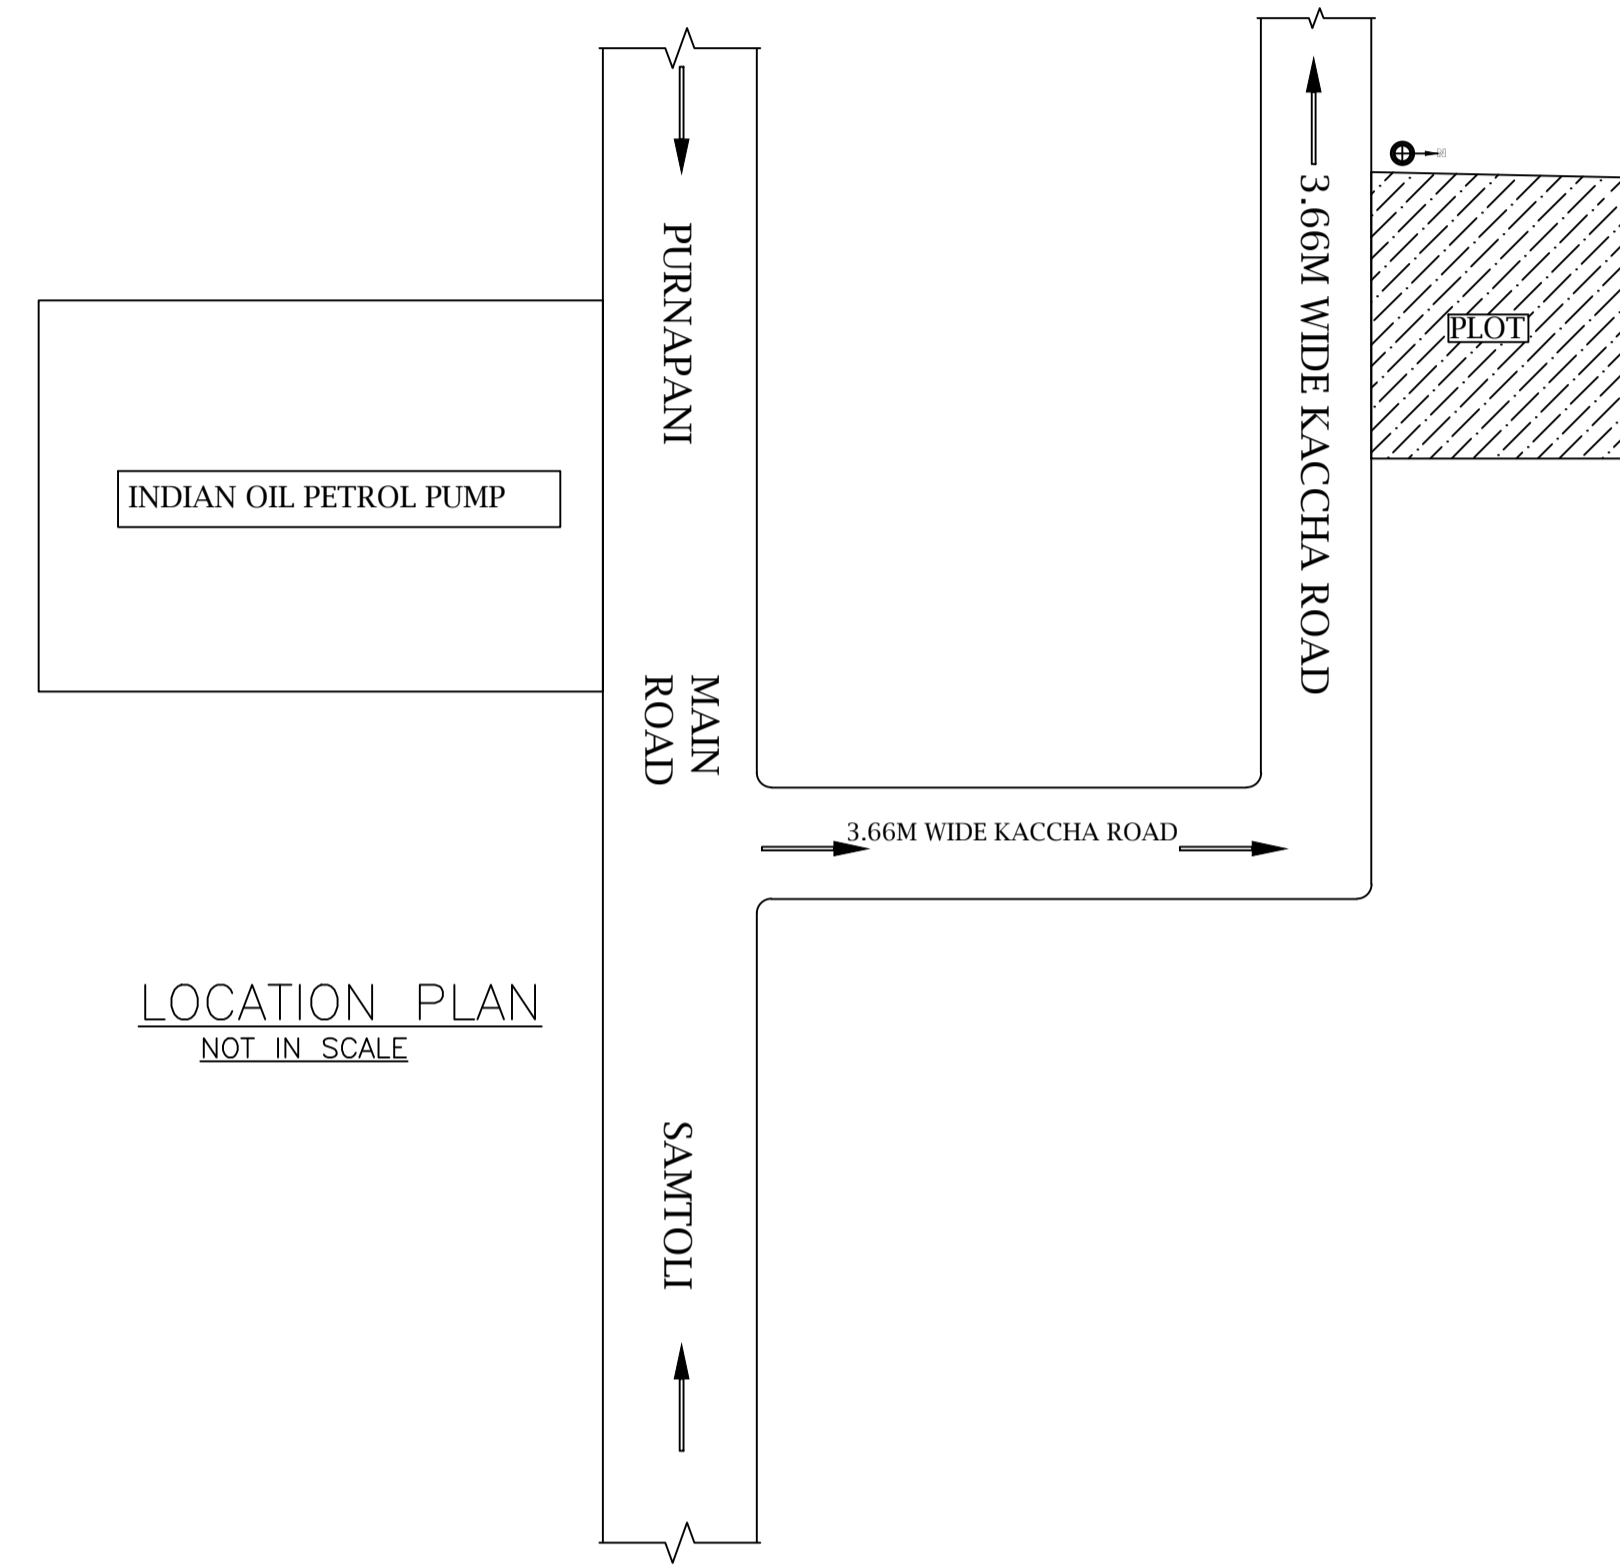 N
PURNAPANI
3.66M WIDE KACCHA ROAD
PLOT
INDIAN OIL PETROL PUMP
MAIN
ROAD
3.66M WIDE KACCHA ROAD
LOCATION PLAN
NOT IN SCALE
SAMTOLI